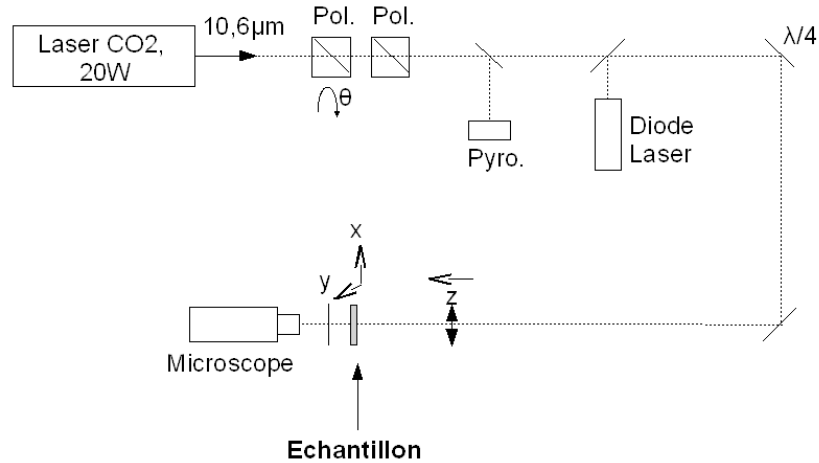 Laser CO2,
20W
10,6µm
Pol.
Pol.
θ
Pyro.
Diode
Laser
λ/4
x
y
z
Microscope
Echantillon